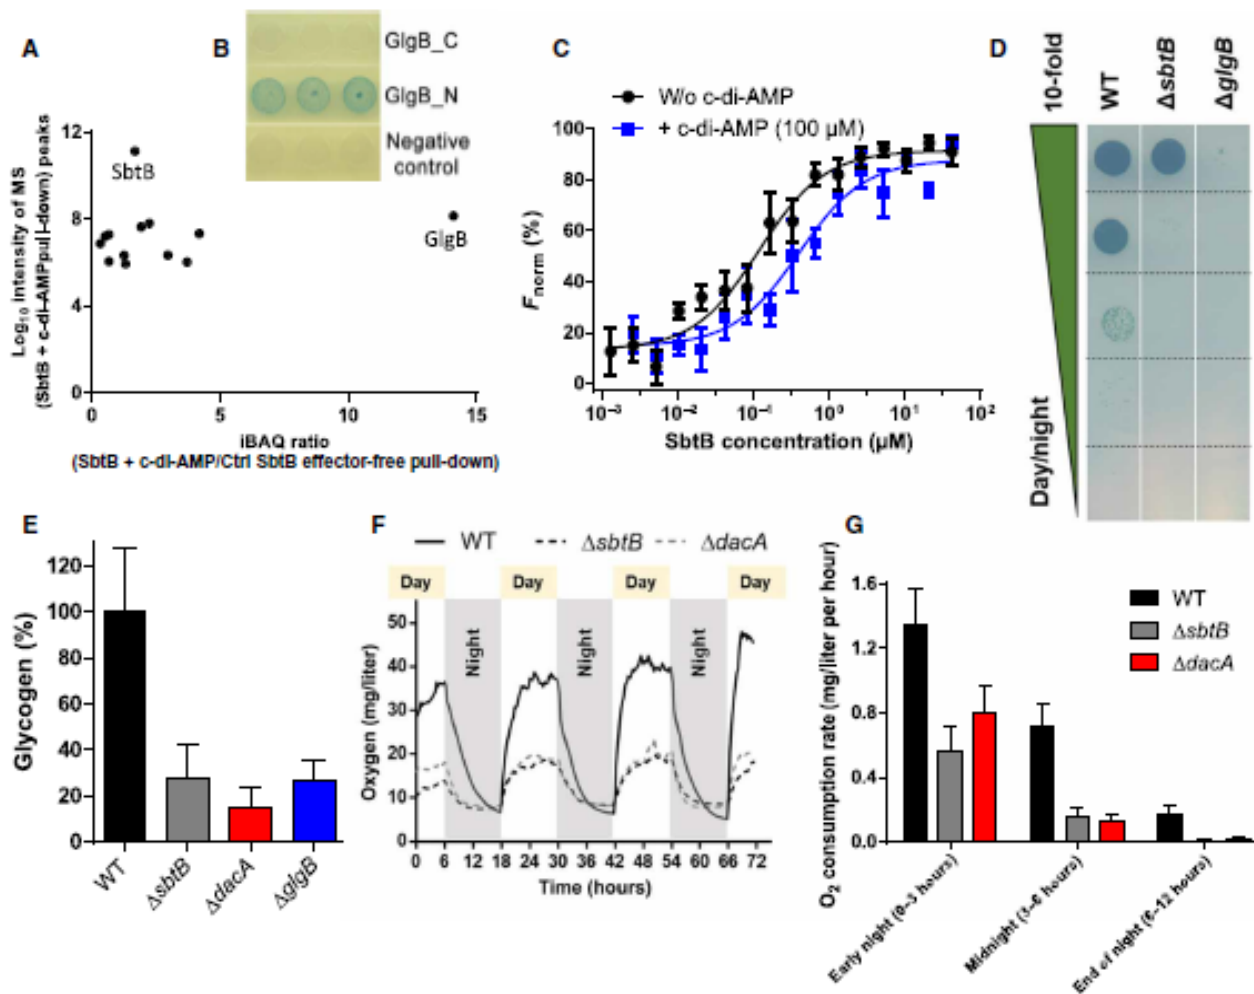 A
Log10 intensity of MS
(SbtB + c-di-AMPpull-down) peaks
12
8
4
0
SbtB
GlgB
0
5
10
15
iBAQ ratio
(SbtB + c-di-AMP/Ctrl SbtB effector-free pull-down)
B
GlgB_C
GlgB_N
Negative
control
C
W/o c-di-AMP
+ c-di-AMP (100 µM)
Fnorm (%)
100
80
60
40
20
0
10−3
10−2
10−1
100
101
102
SbtB concentration (µM)
D
10-fold
WT
ΔsbtB
ΔglgB
Day/night
E
Glycogen (%)
120
100
80
60
40
20
0
WT
ΔsbtB
ΔdacA
ΔglgB
F
WT
ΔsbtB
ΔdacA
Day
Day
Day
Day
Night
Night
Night
Oxygen (mg/liter)
50
40
30
20
10
0
0
6
12
18
24
30
36
42
48
54
60
66
72
Time (hours)
G
O2 consumption rate (mg/liter per hour)
1.6
1.2
0.8
0.4
0.0
WT
ΔsbtB
ΔdacA
Early night (0–3 hours)
Midnight (3–6 hours)
End of night (6–12 hours)